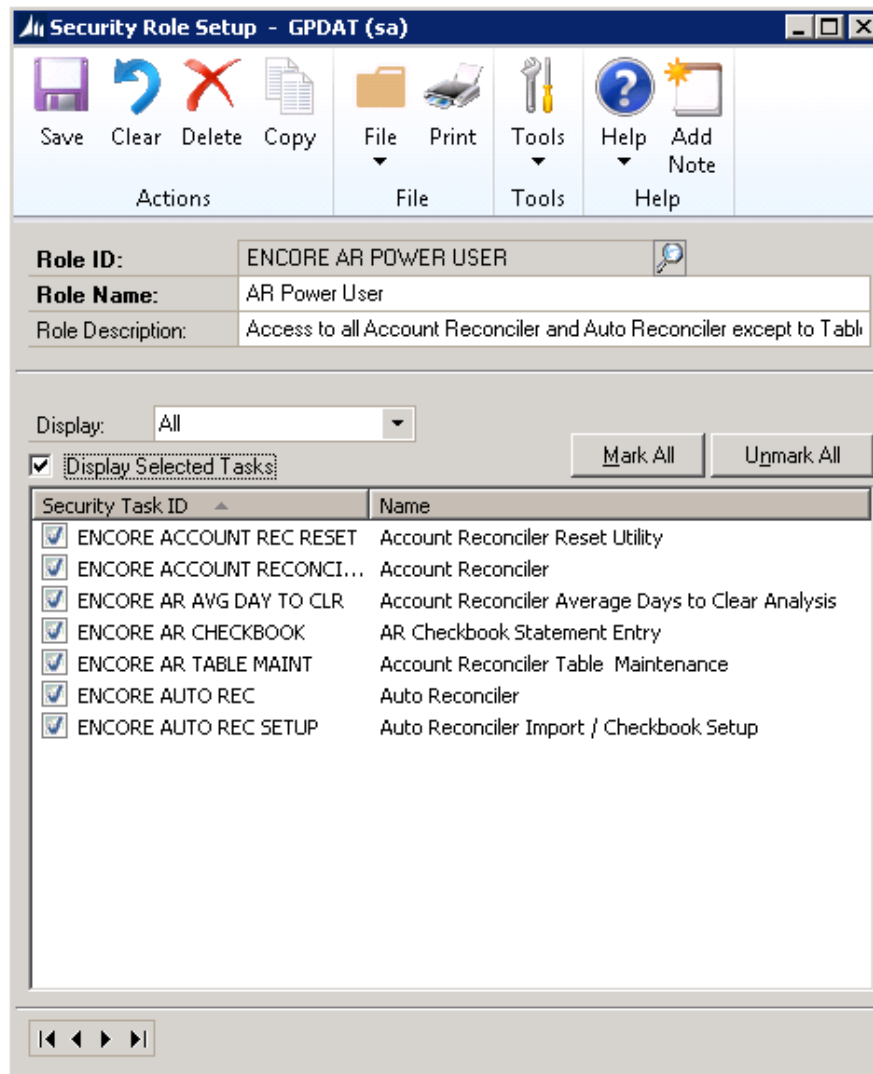 Security Role Setup - GPDAT (sa)
Save Clear Delete Copy File Print Tools Help Add Note
Actions File Tools Help
Role ID: ENCORE AR POWER USER
Role Name: AR Power User
Role Description: Access to all Account Reconciler and Auto Reconciler except to Tabl
Display: All
Display Selected Tasks Mark All Unmark All
Security Task ID Name
ENCORE ACCOUNT REC RESET Account Reconciler Reset Utility
ENCORE ACCOUNT RECONCI... Account Reconciler
ENCORE AR AVG DAY TO CLR Account Reconciler Average Days to Clear Analysis
ENCORE AR CHECKBOOK AR Checkbook Statement Entry
ENCORE AR TABLE MAINT Account Reconciler Table Maintenance
ENCORE AUTO REC Auto Reconciler
ENCORE AUTO REC SETUP Auto Reconciler Import / Checkbook Setup